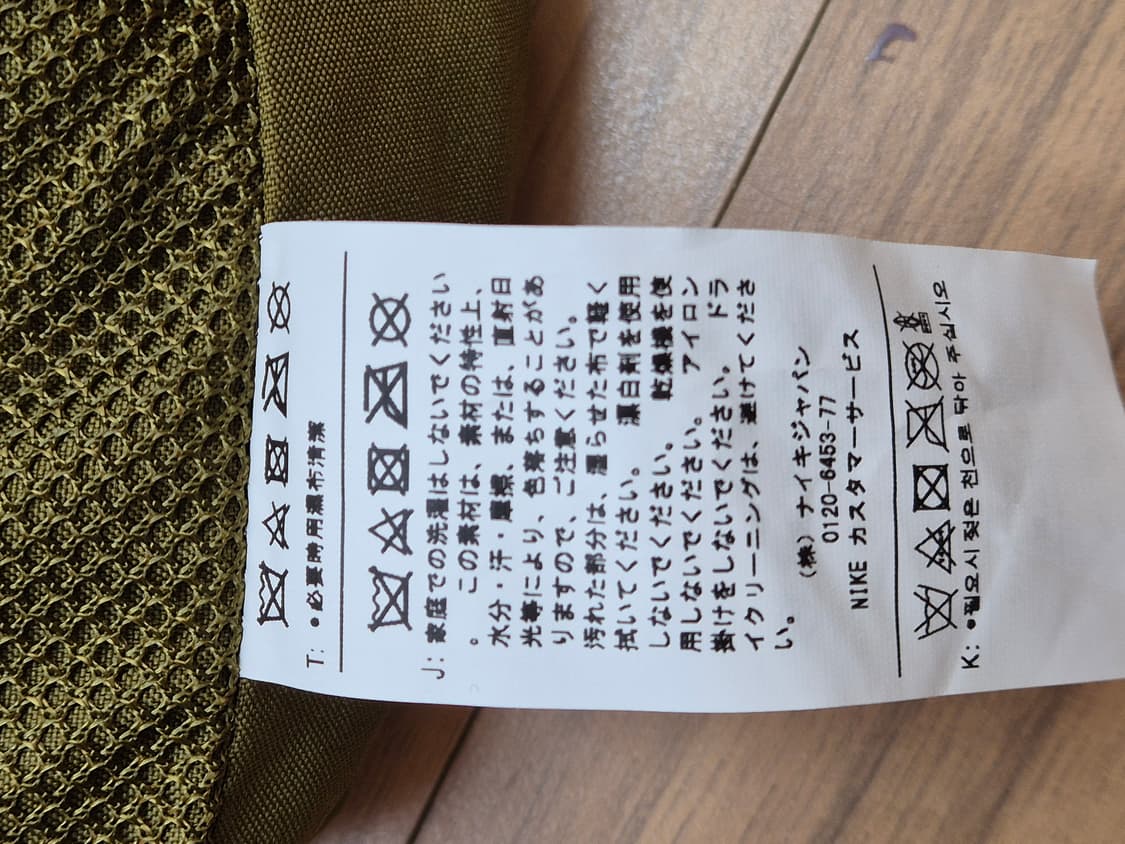 T: ●必要時用濕布清潔
J: 家庭での洗濯はしないでください
。 この素材は、素材の特性上、
水分・汗・摩擦、または、直射日
光等により、色落ちすることがあ
りますので、ご注意ください。
汚れた部分は、濡らせた布で軽く
拭いてください。 漂白剤を使用
しないでください。 乾燥機を使
用しないでください。 アイロン
掛けをしないでください。 ドラ
イクリーニングは、避けてくださ
い。
(株) ナイキジャパン
0120-6453-77
NIKE カスタマーサービス
K: ●필요시 젖은 천으로 닦아 주십시오